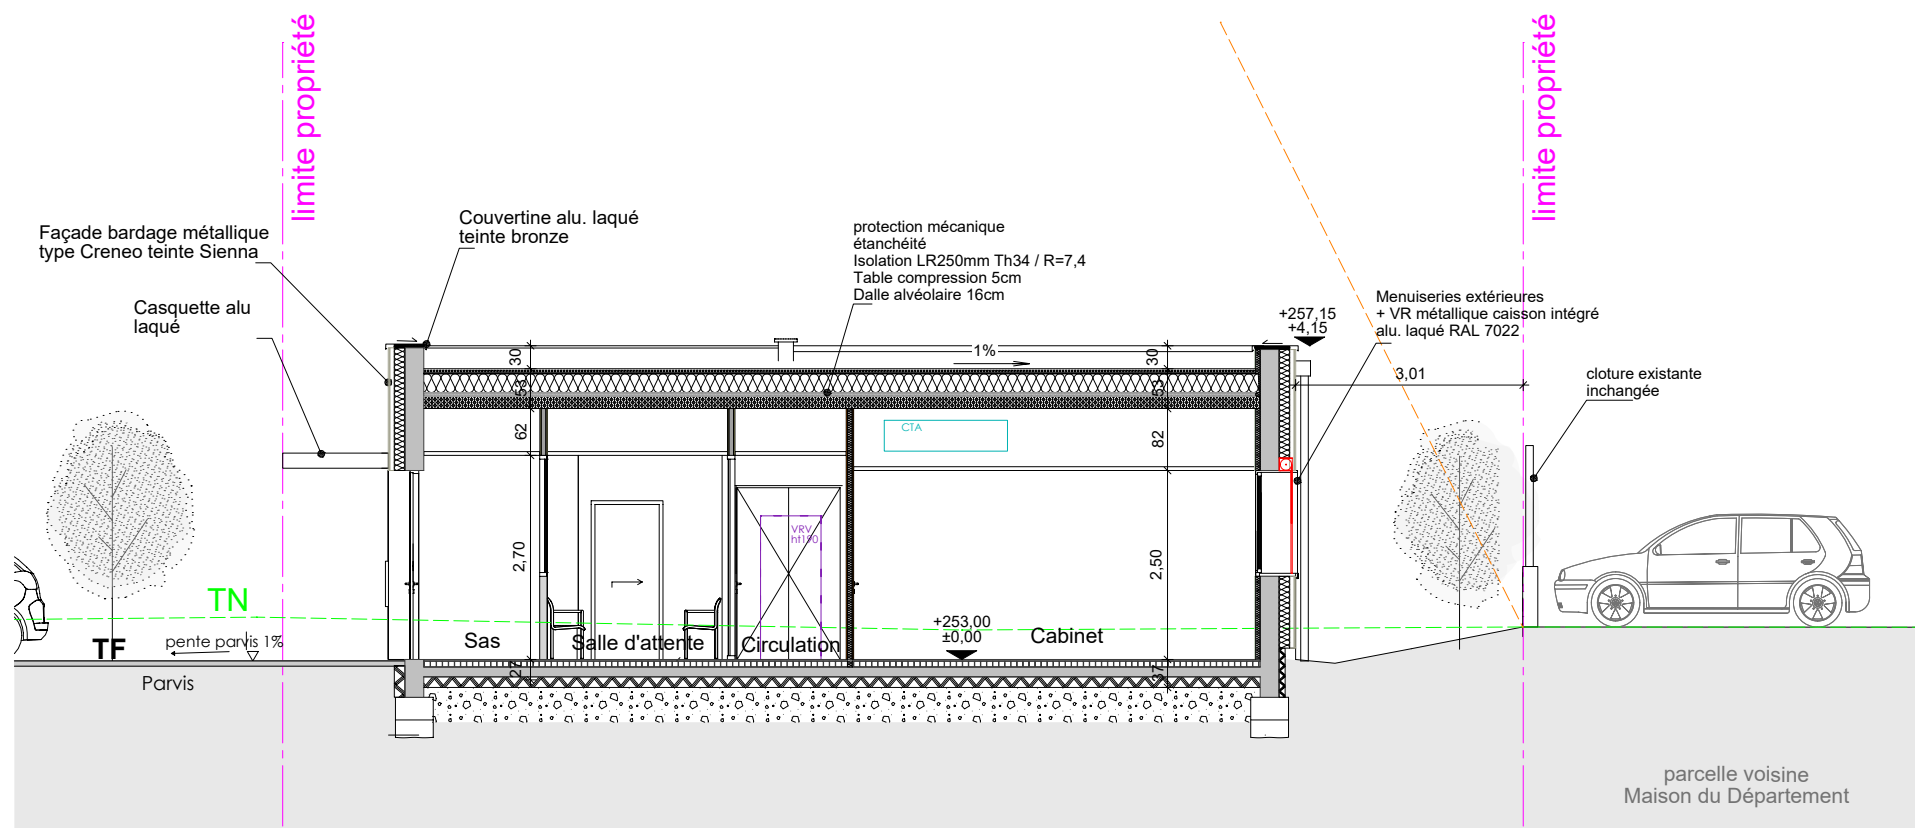 limite propriété
limite propriété
Façade bardage métallique
type Creneo teinte Sienna
Couvertine alu. laqué
teinte bronze
protection mécanique
étanchéité
Isolation LR250mm Th34 / R=7,4
Table compression 5cm
Dalle alvéolaire 16cm
Casquette alu
laqué
Menuiseries extérieures
+ VR métallique caisson intégré
alu. laqué RAL 7022
+257,15
+4,15
1%
30
30
53
53
3,01
cloture existante
inchangée
62
82
CTA
2,70
2,50
VRV
ht190
TN
TF
pente parvis 1%
Parvis
Sas
Salle d'attente
Circulation
+253,00
±0,00
Cabinet
27
37
parcelle voisine
Maison du Département